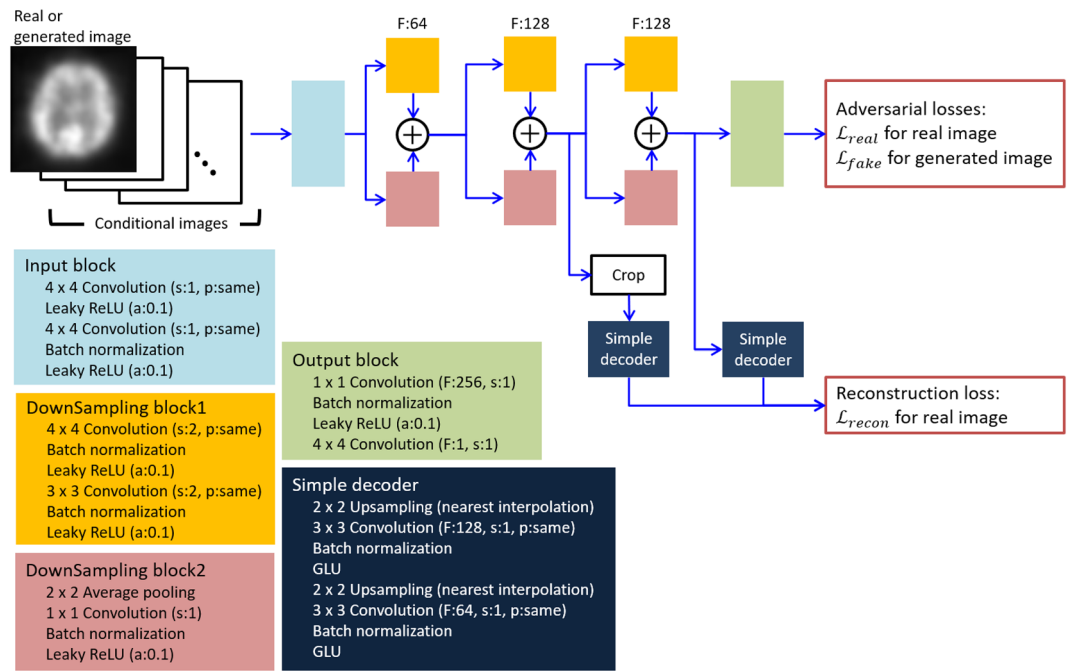 Real or
generated image
F:64
F:128
F:128
Conditional images
Adversarial losses:
ℒ_real for real image
ℒ_fake for generated image
Crop
Simple
decoder
Simple
decoder
Reconstruction loss:
ℒ_recon for real image
Input block
4 x 4 Convolution (s:1, p:same)
Leaky ReLU (a:0.1)
4 x 4 Convolution (s:1, p:same)
Batch normalization
Leaky ReLU (a:0.1)
DownSampling block1
4 x 4 Convolution (s:2, p:same)
Batch normalization
Leaky ReLU (a:0.1)
3 x 3 Convolution (s:2, p:same)
Batch normalization
Leaky ReLU (a:0.1)
DownSampling block2
2 x 2 Average pooling
1 x 1 Convolution (s:1)
Batch normalization
Leaky ReLU (a:0.1)
Output block
1 x 1 Convolution (F:256, s:1)
Batch normalization
Leaky ReLU (a:0.1)
4 x 4 Convolution (F:1, s:1)
Simple decoder
2 x 2 Upsampling (nearest interpolation)
3 x 3 Convolution (F:128, s:1, p:same)
Batch normalization
GLU
2 x 2 Upsampling (nearest interpolation)
3 x 3 Convolution (F:64, s:1, p:same)
Batch normalization
GLU